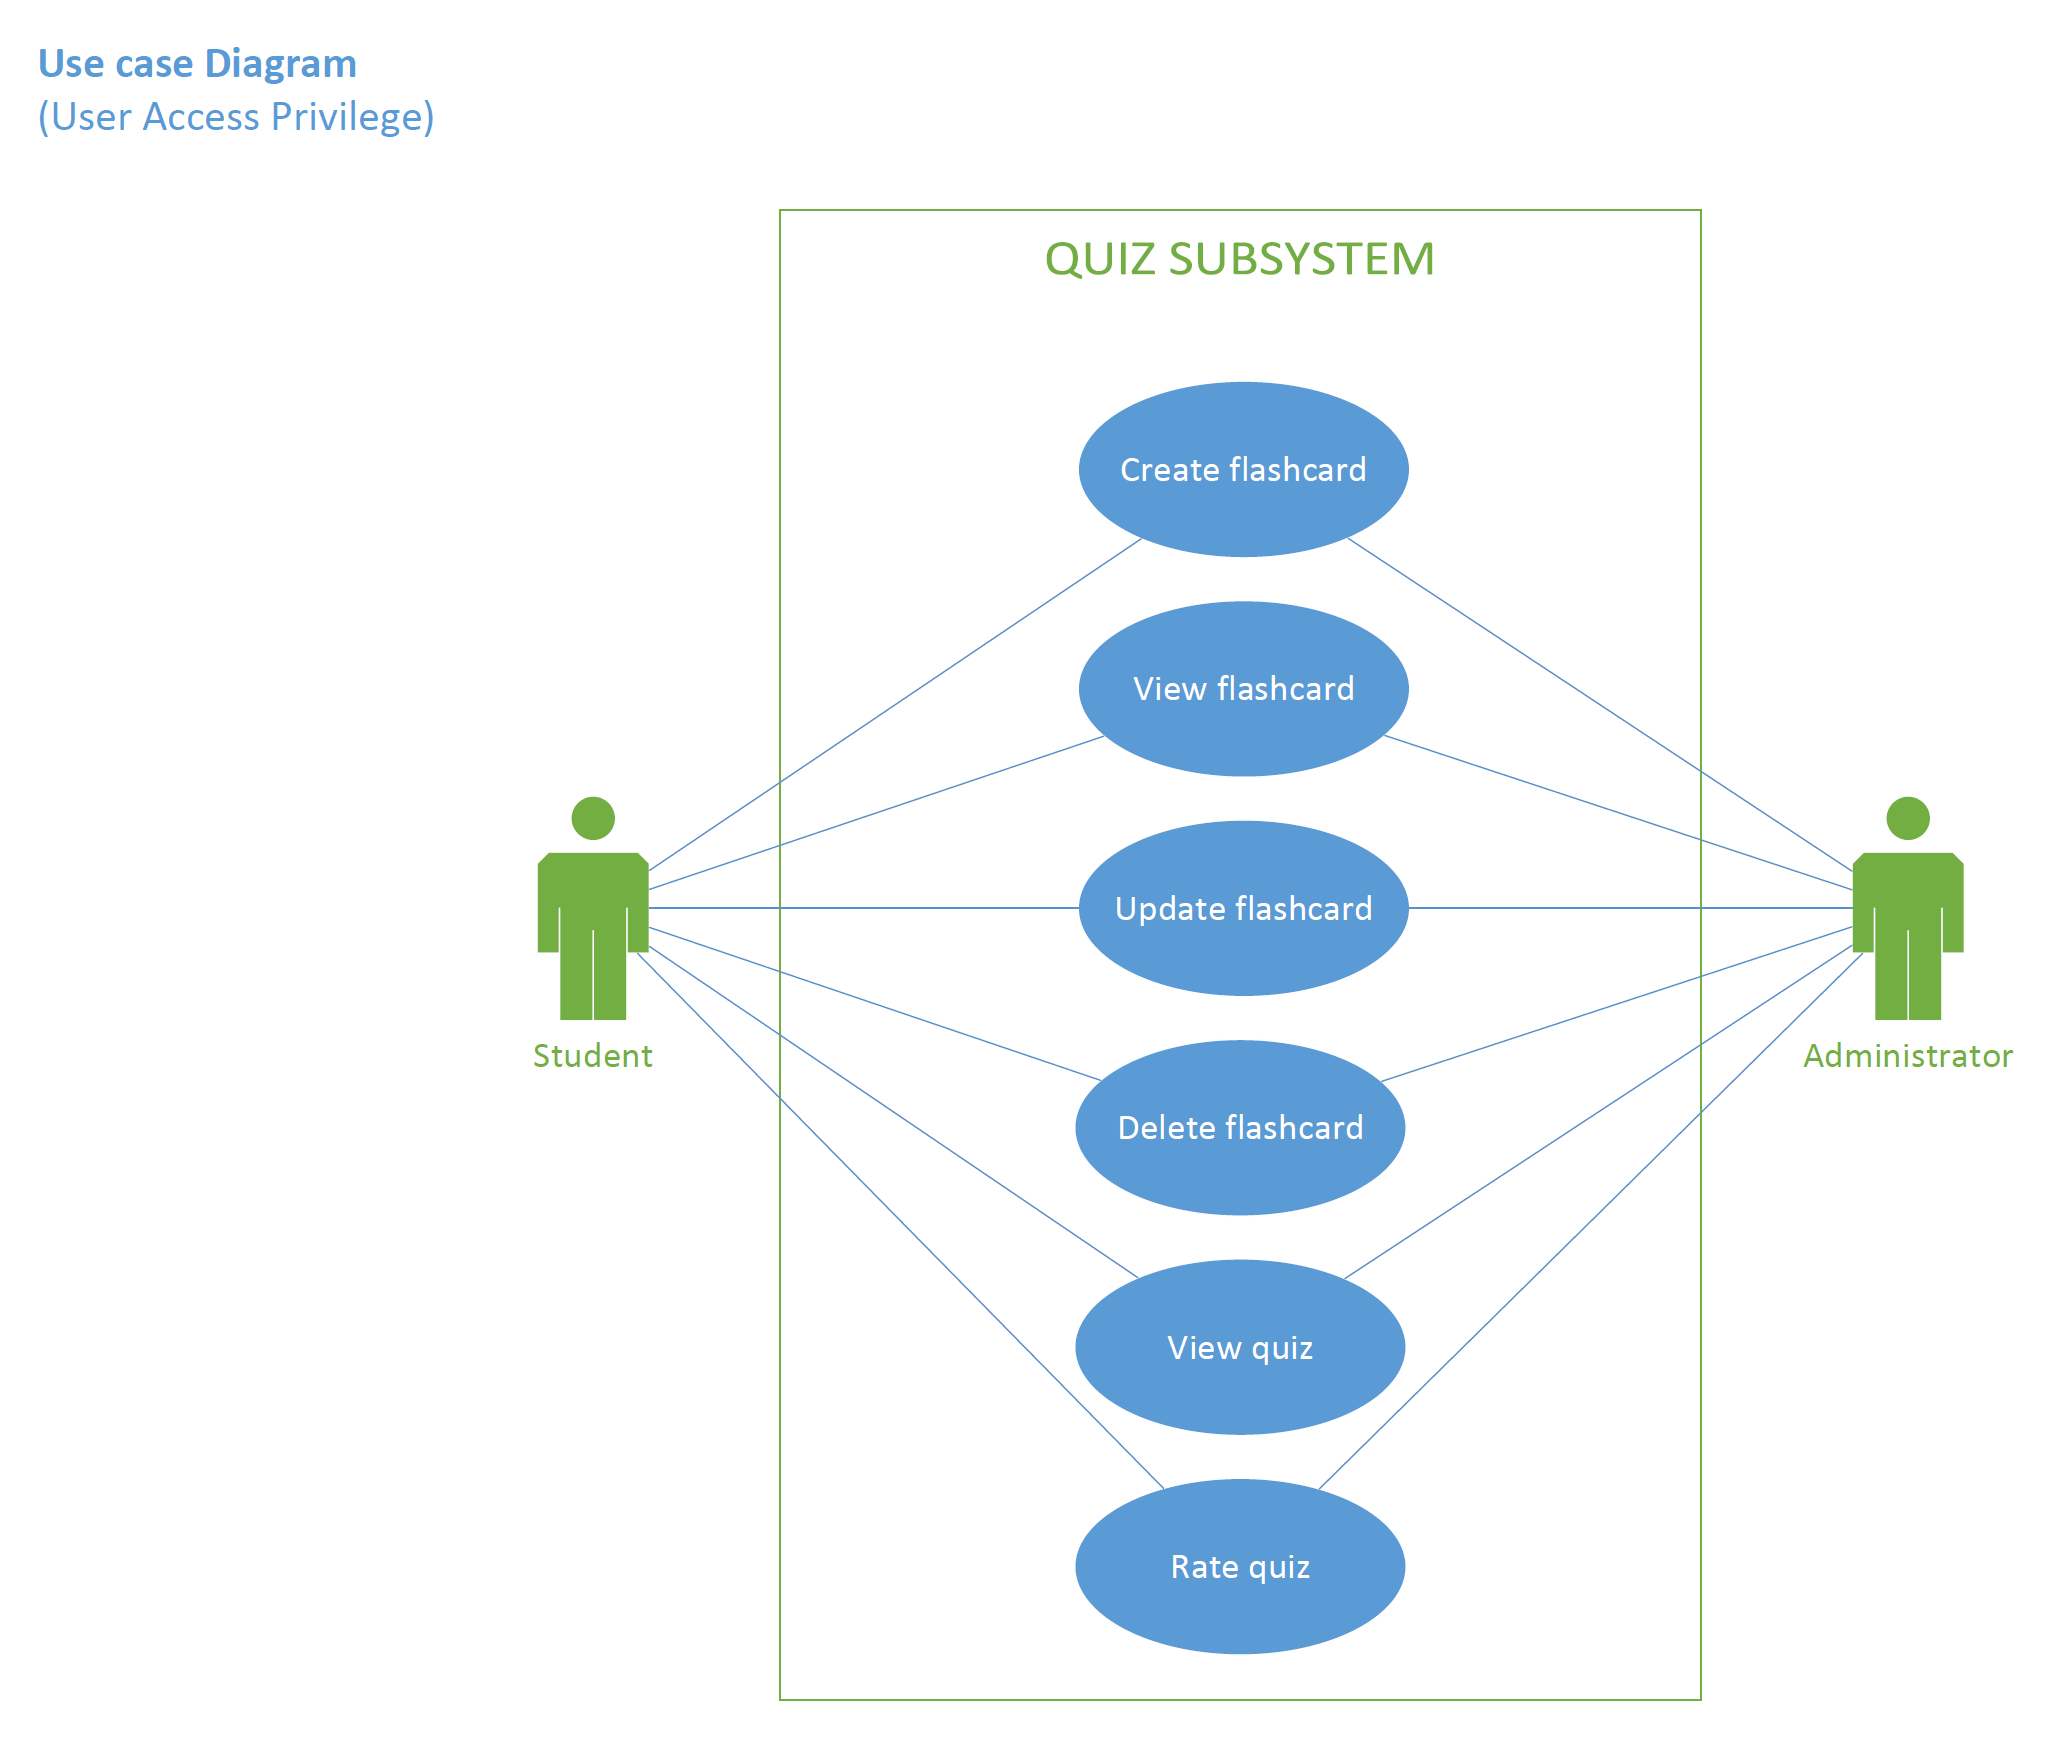 Use case Diagram
(User Access Privilege)
QUIZ SUBSYSTEM
Create flashcard
View flashcard
Update flashcard
Student
Administrator
Delete flashcard
View quiz
Rate quiz